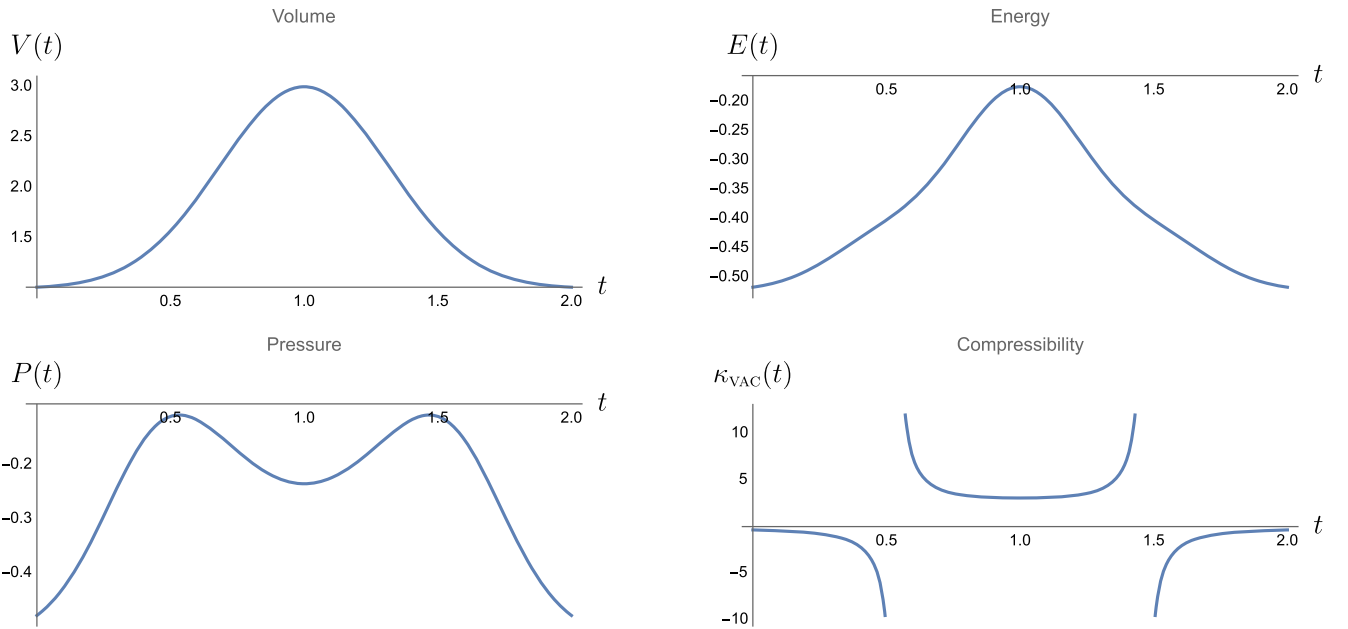 Volume
V(t)
3.0
2.5
2.0
1.5
0.5
1.0
1.5
2.0
t
Energy
E(t)
t
0.5
1.0
1.5
2.0
−0.20
−0.25
−0.30
−0.35
−0.40
−0.45
−0.50
Pressure
P(t)
t
0.5
1.0
1.5
2.0
−0.2
−0.3
−0.4
Compressibility
κVAC(t)
10
5
t
0.5
1.0
1.5
2.0
−5
−10